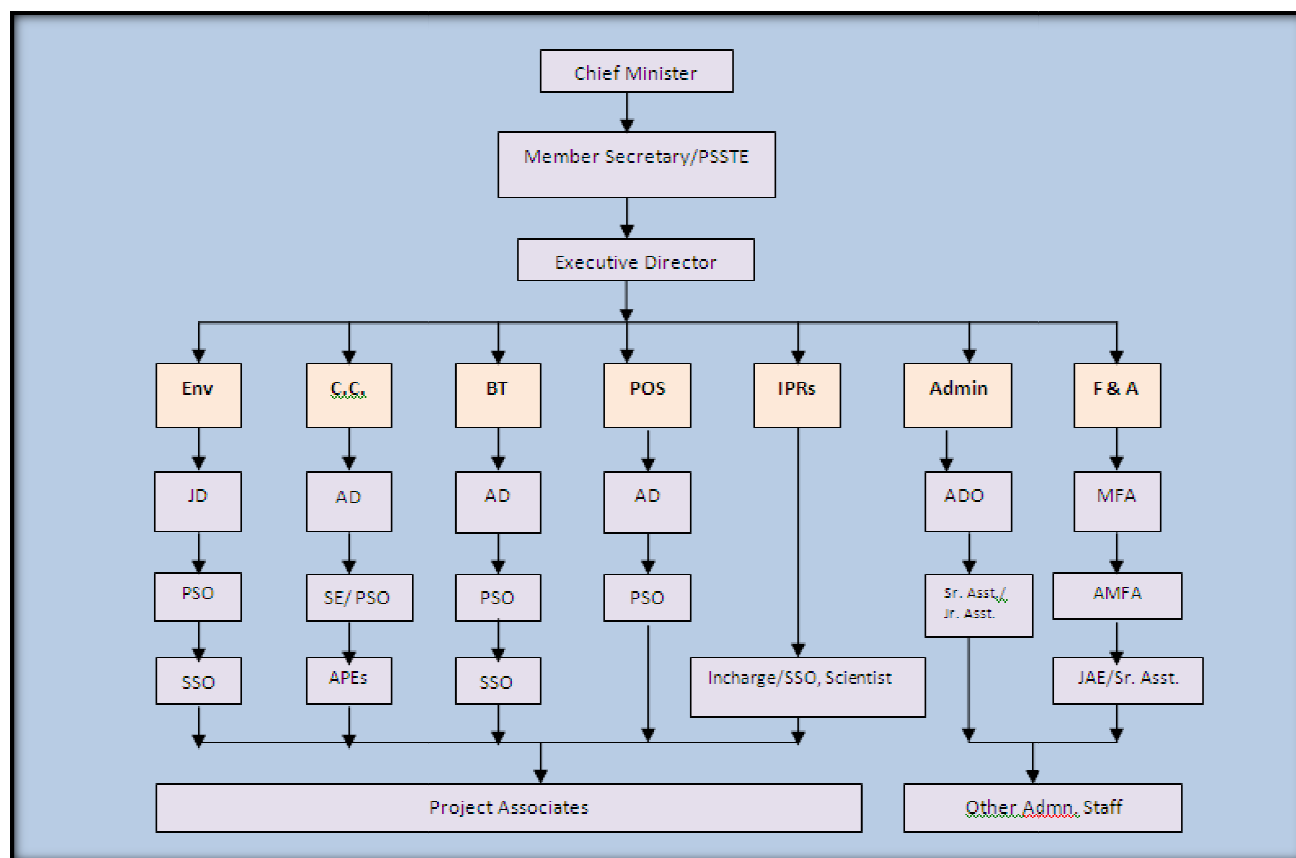 Chief Minister
Member Secretary/PSSTE
Executive Director
Env
C.C.
BT
POS
IPRs
Admin
F & A
JD
AD
AD
AD
ADO
MFA
PSO
SE/ PSO
PSO
PSO
Sr. Asst./
Jr. Asst.
AMFA
SSO
APEs
SSO
Incharge/SSO, Scientist
JAE/Sr. Asst.
Project Associates
Other Admn. Staff